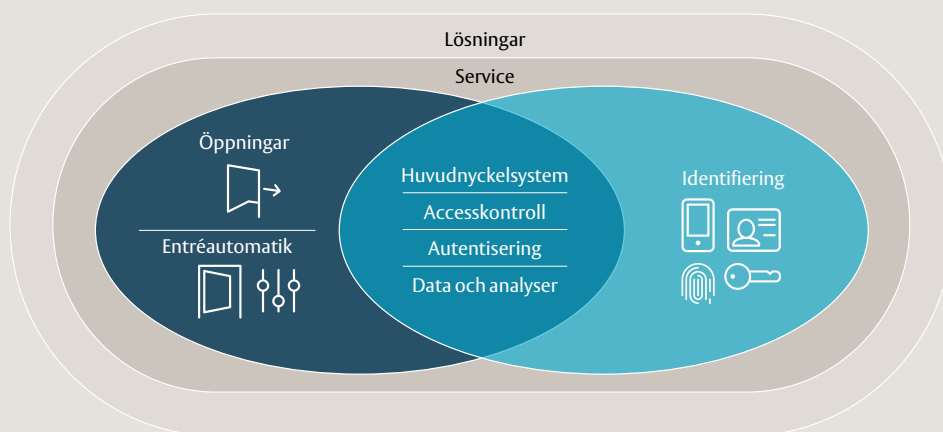 Lösningar
Service
Öppningar
Entréautomatik
Huvudnyckelsystem
Accesskontroll
Autentisering
Data och analyser
Identifiering